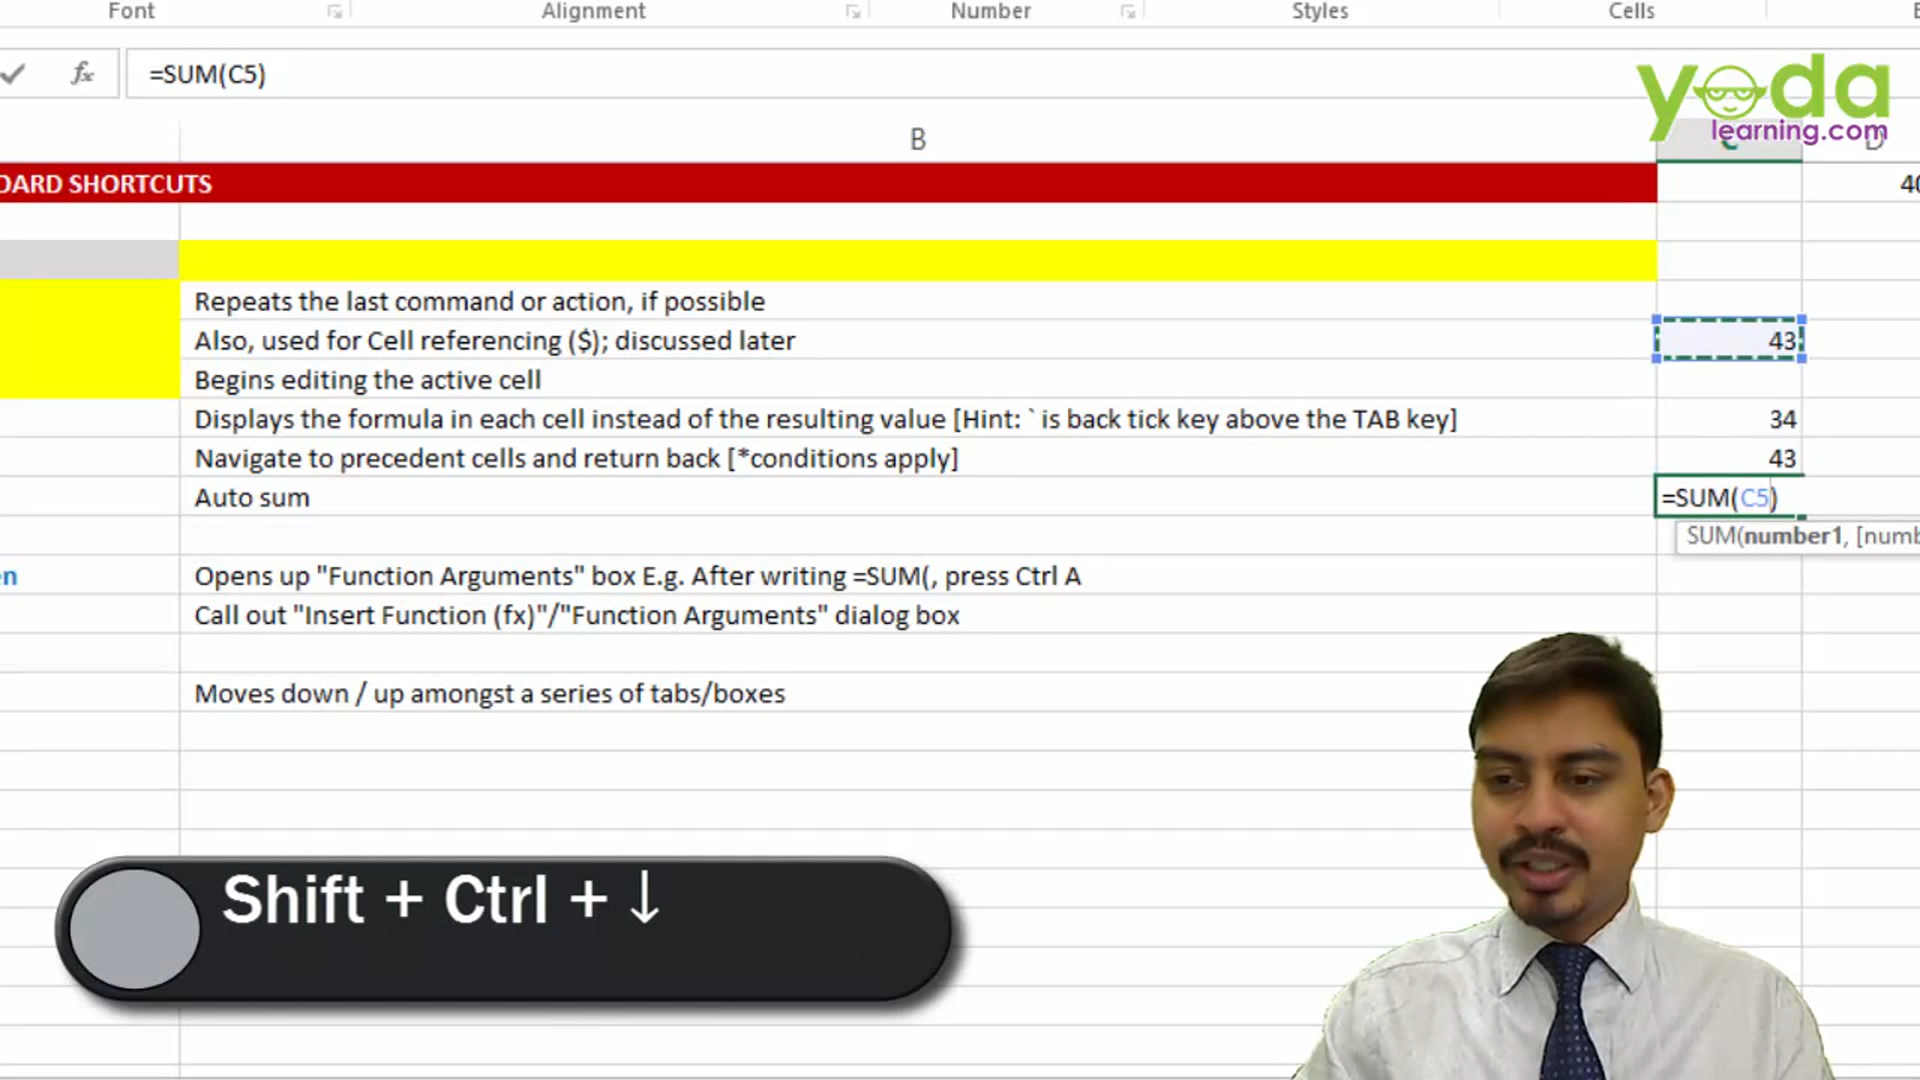 Font Alignment Number Styles Cells
fx =SUM(C5)
yoda
learning.com
B C D
OARD SHORTCUTS 40
Repeats the last command or action, if possible
Also, used for Cell referencing ($); discussed later 43
Begins editing the active cell
Displays the formula in each cell instead of the resulting value [Hint: ` is back tick key above the TAB key] 34
Navigate to precedent cells and return back [*conditions apply] 43
Auto sum =SUM(C5)
SUM(number1, [numb
en Opens up "Function Arguments" box E.g. After writing =SUM(, press Ctrl A
Call out "Insert Function (fx)"/"Function Arguments" dialog box
Moves down / up amongst a series of tabs/boxes
Shift + Ctrl + ↓